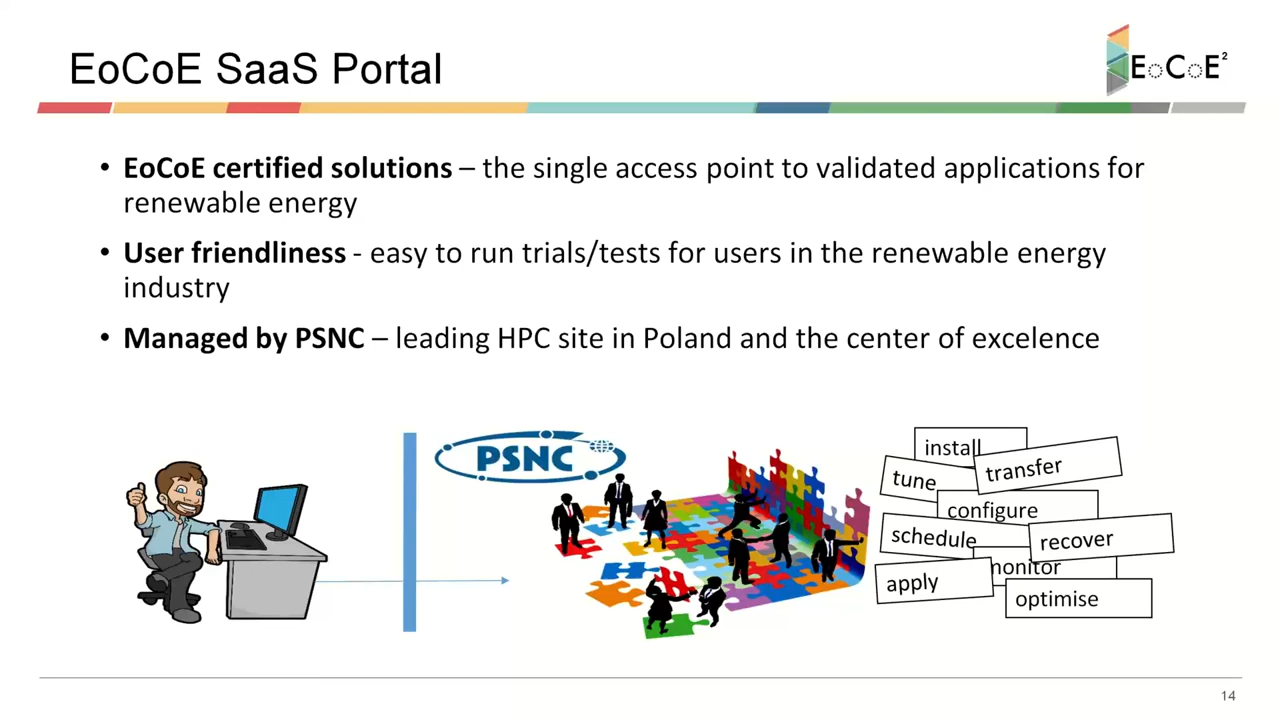 EoCoE SaaS Portal
EoCoE²
• EoCoE certified solutions – the single access point to validated applications for
renewable energy
• User friendliness - easy to run trials/tests for users in the renewable energy
industry
• Managed by PSNC – leading HPC site in Poland and the center of excelence
PSNC
install
transfer
tune
configure
schedule
recover
monitor
apply
optimise
14